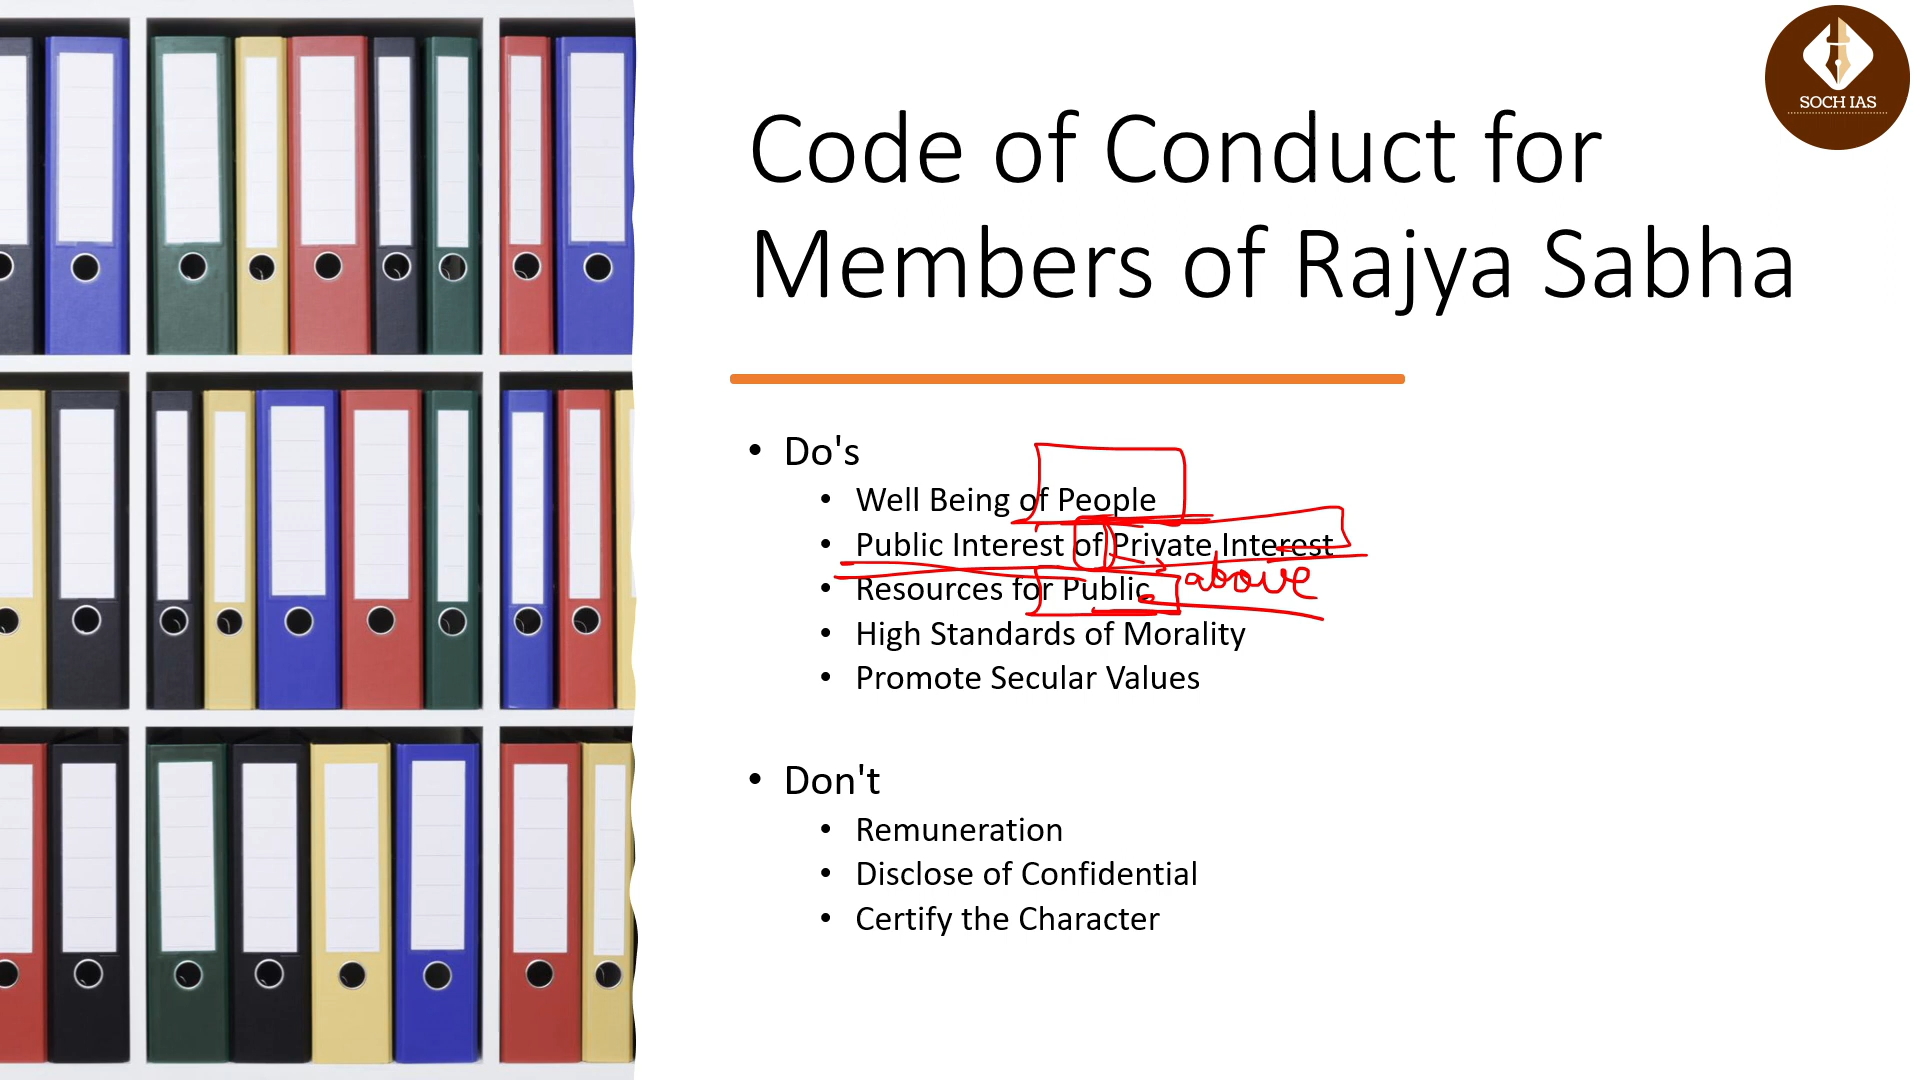 SOCH IAS
Code of Conduct for
Members of Rajya Sabha
• Do's
• Well Being of People
• Public Interest of Private Interest
above
• Resources for Public
• High Standards of Morality
• Promote Secular Values
• Don't
• Remuneration
• Disclose of Confidential
• Certify the Character